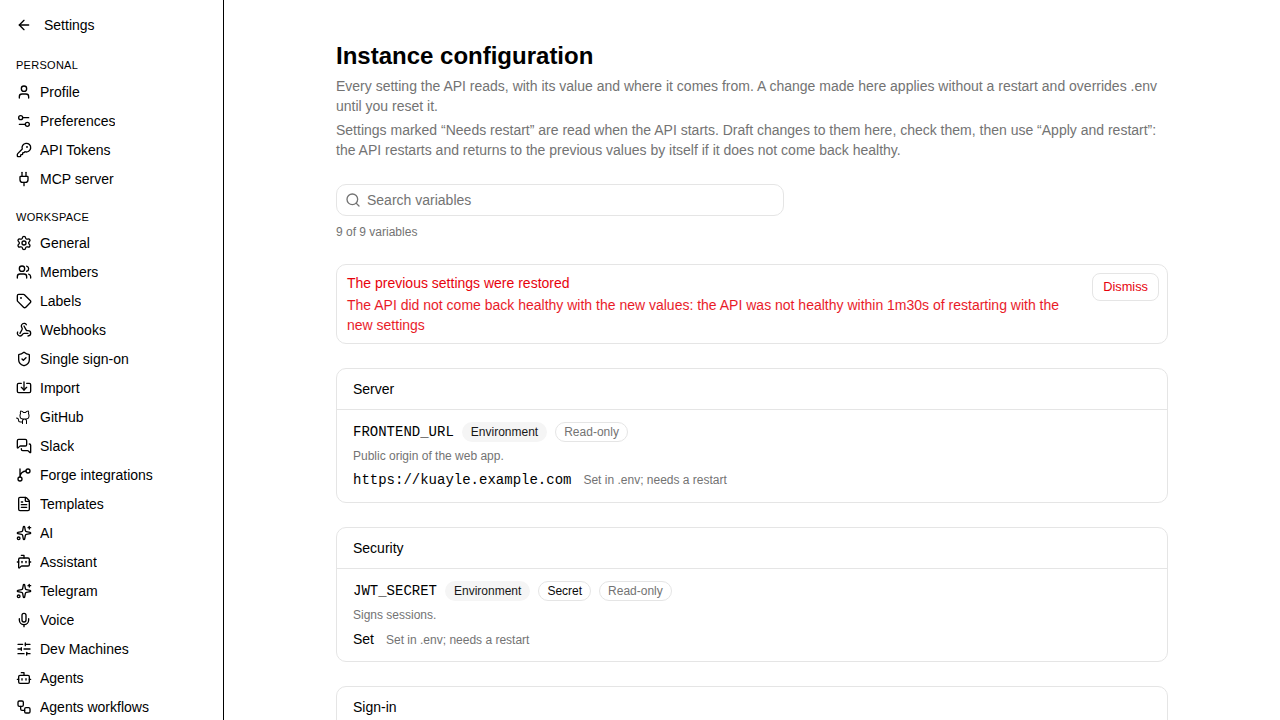 Settings
PERSONAL
Profile
Preferences
API Tokens
MCP server
WORKSPACE
General
Members
Labels
Webhooks
Single sign-on
Import
GitHub
Slack
Forge integrations
Templates
AI
Assistant
Telegram
Voice
Dev Machines
Agents
Agents workflows
Instance configuration
Every setting the API reads, with its value and where it comes from. A change made here applies without a restart and overrides .env
until you reset it.
Settings marked “Needs restart” are read when the API starts. Draft changes to them here, check them, then use “Apply and restart”:
the API restarts and returns to the previous values by itself if it does not come back healthy.
Search variables
9 of 9 variables
The previous settings were restored
Dismiss
The API did not come back healthy with the new values: the API was not healthy within 1m30s of restarting with the
new settings
Server
FRONTEND_URL Environment Read-only
Public origin of the web app.
https://kuayle.example.com Set in .env; needs a restart
Security
JWT_SECRET Environment Secret Read-only
Signs sessions.
Set Set in .env; needs a restart
Sign-in